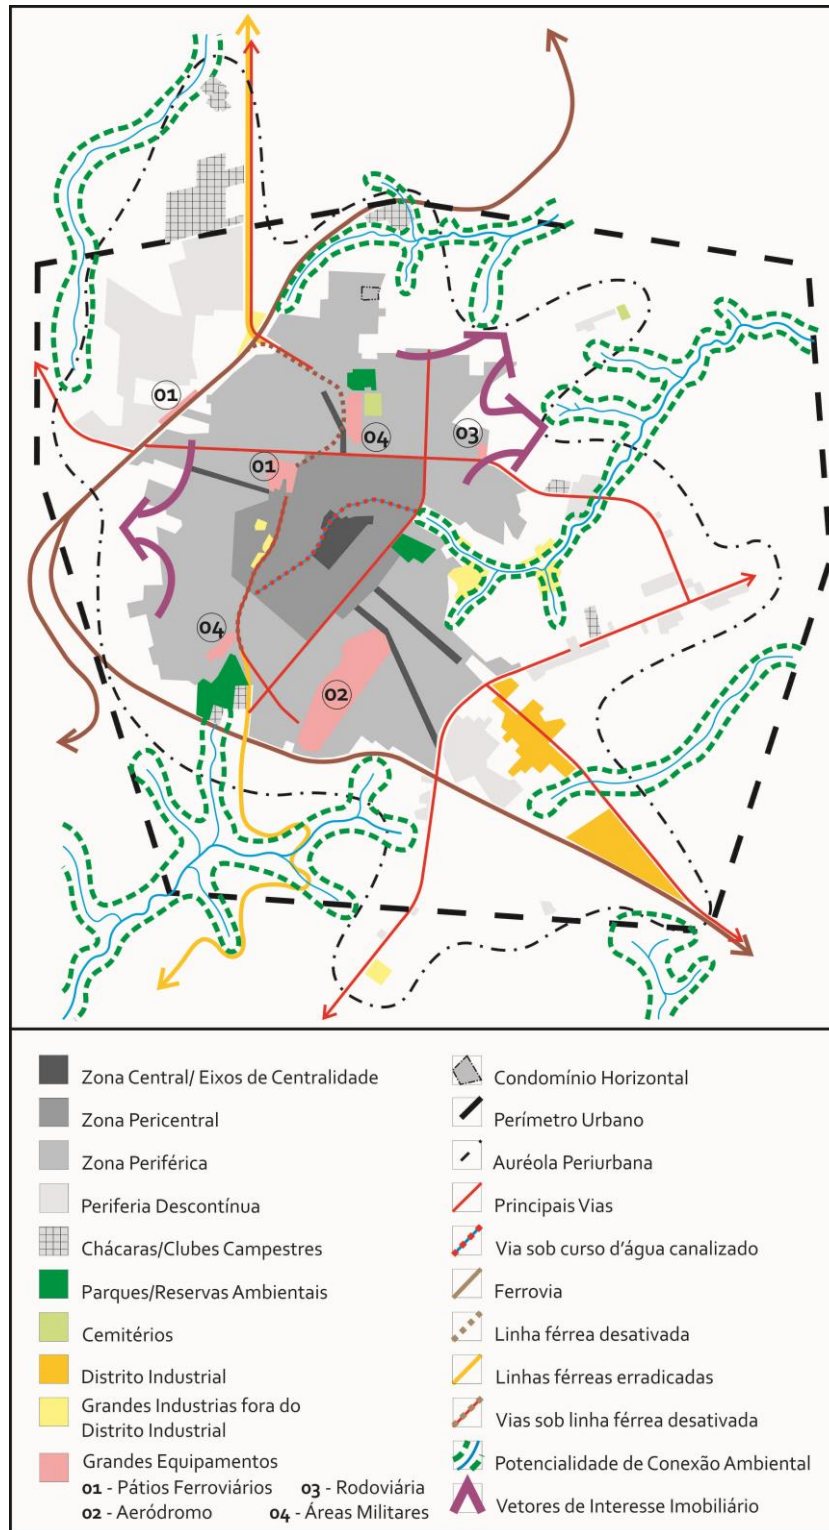 01
04
03
01
04
02
Zona Central/ Eixos de Centralidade
Zona Pericentral
Zona Periférica
Periferia Descontínua
Chácaras/Clubes Campestres
Parques/Reservas Ambientais
Cemitérios
Distrito Industrial
Grandes Industrias fora do
Distrito Industrial
Grandes Equipamentos
01 - Pátios Ferroviários 03 - Rodoviária
02 - Aeródromo 04 - Áreas Militares
Condomínio Horizontal
Perímetro Urbano
Auréola Periurbana
Principais Vias
Via sob curso d'água canalizado
Ferrovia
Linha férrea desativada
Linhas férreas erradicadas
Vias sob linha férrea desativada
Potencialidade de Conexão Ambiental
Vetores de Interesse Imobiliário